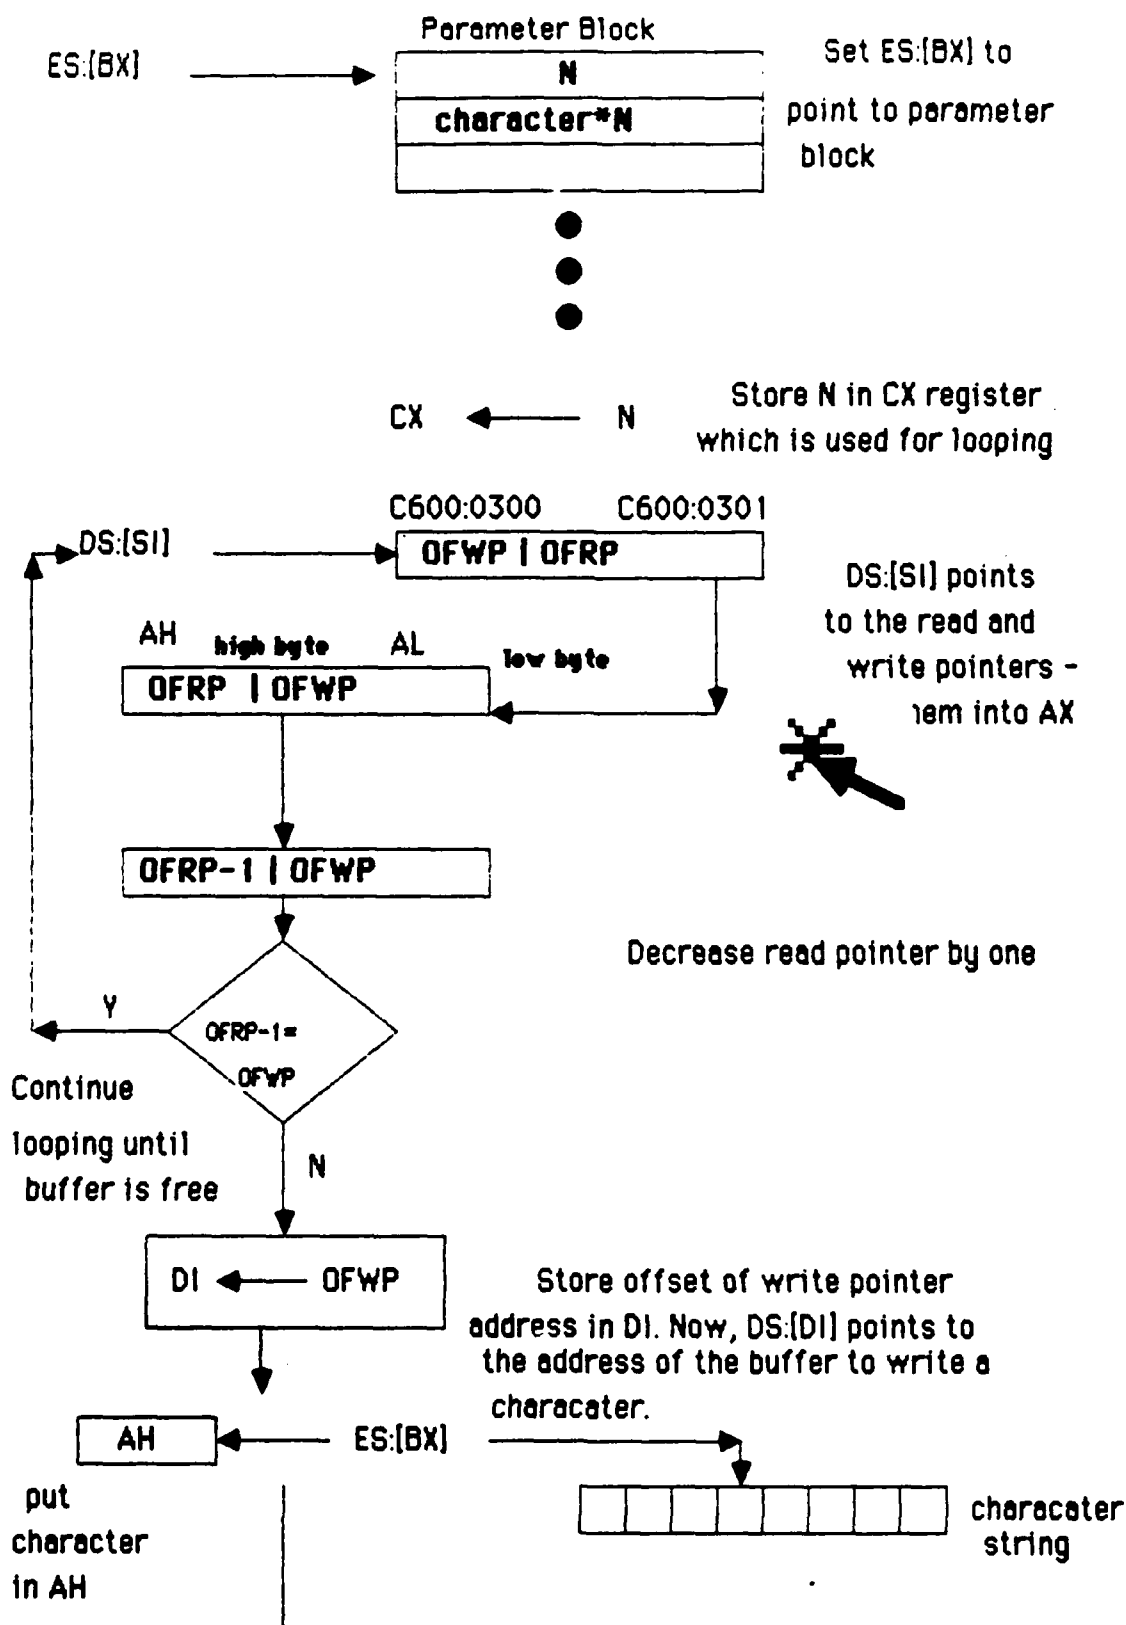 Parameter Block
ES:[BX]
N
character*N
Set ES:[BX] to
point to parameter
block
CX
N
Store N in CX register
which is used for looping
C600:0300 C600:0301
DS:[SI]
OFWP | OFRP
DS:[SI] points
to the read and
write pointers -
into AX
AH high byte AL
low byte
OFRP | OFWP
OFRP-1 | OFWP
Decrease read pointer by one
Y
OFRP-1=
OFWP
Continue
looping until
buffer is free
N
DI OFWP
Store offset of write pointer
address in DI. Now, DS:[DI] points to
the address of the buffer to write a
characater.
AH
ES:[BX]
put
character
in AH
characater
string